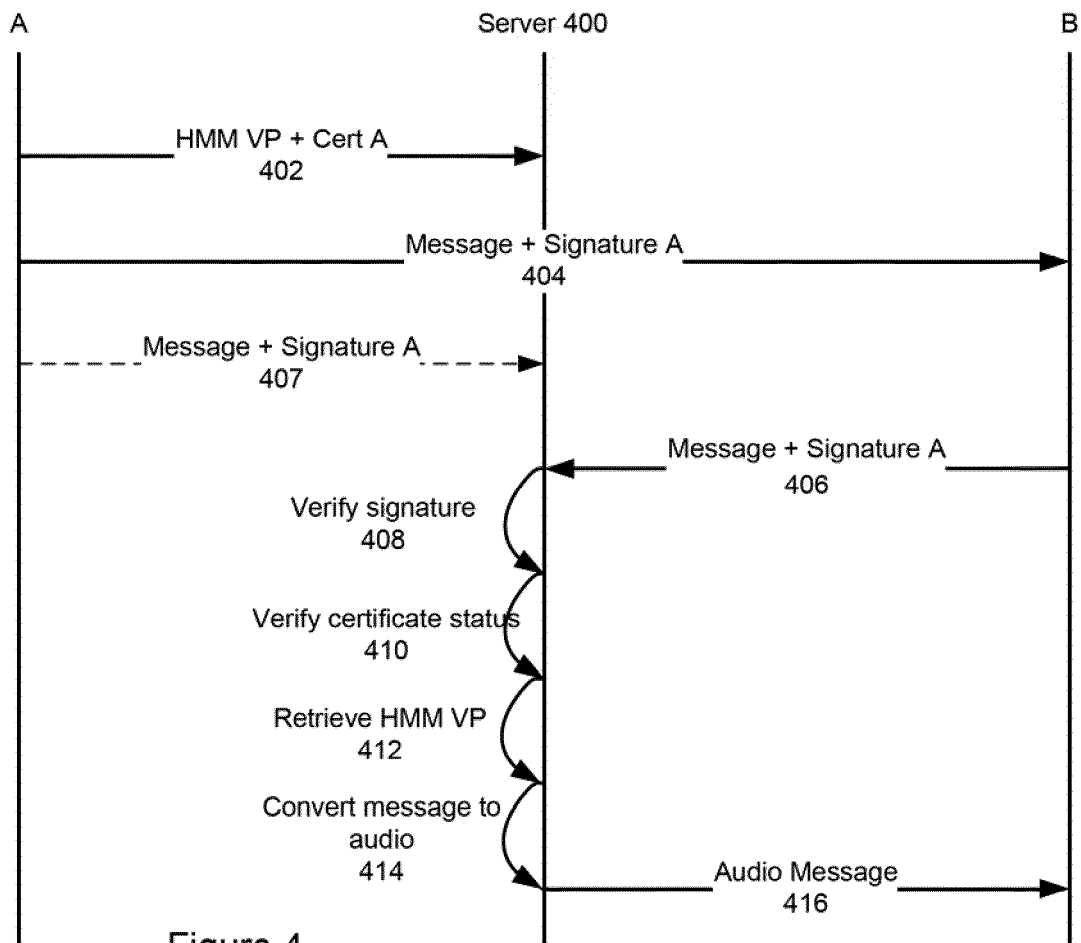 A
Server 400
B
HMM VP + Cert A
402
Message + Signature A
404
Message + Signature A
407
Message + Signature A
406
Verify signature
408
Verify certificate status
410
Retrieve HMM VP
412
Convert message to
audio
414
Audio Message
416
Figure 4